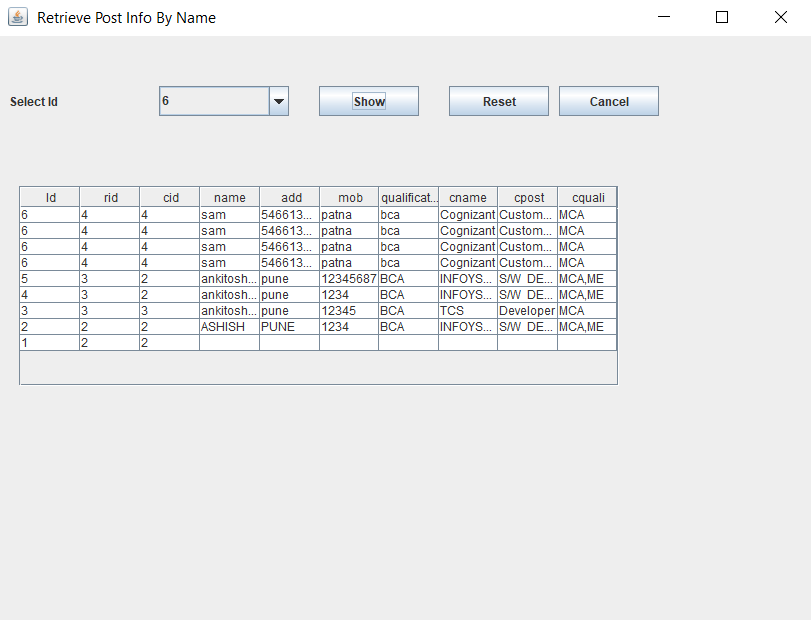 Retrieve Post Info By Name
Select Id 6 Show Reset Cancel
Id rid cid name add mob qualificat... cname cpost cquali
6 4 4 sam 546613... patna bca Cognizant Custom... MCA
6 4 4 sam 546613... patna bca Cognizant Custom... MCA
6 4 4 sam 546613... patna bca Cognizant Custom... MCA
6 4 4 sam 546613... patna bca Cognizant Custom... MCA
5 3 2 ankitosh... pune 12345687 BCA INFOYS... S/W DE... MCA,ME
4 3 2 ankitosh... pune 1234 BCA INFOYS... S/W DE... MCA,ME
3 3 3 ankitosh... pune 12345 BCA TCS Developer MCA
2 2 2 ASHISH PUNE 1234 BCA INFOYS... S/W DE... MCA,ME
1 2 2